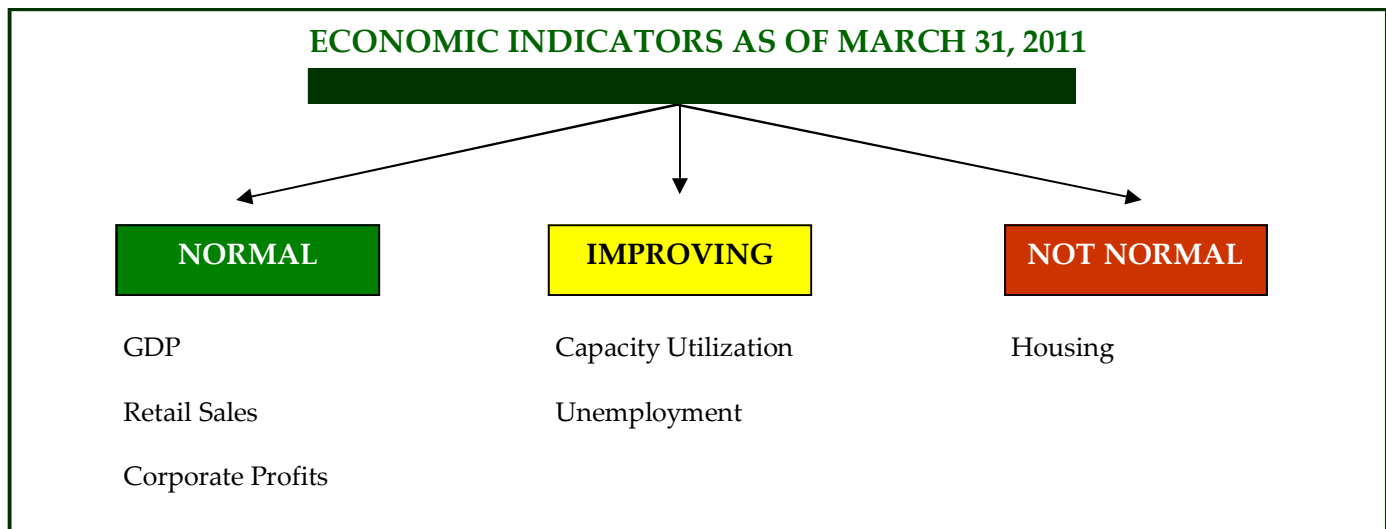 ECONOMIC INDICATORS AS OF MARCH 31, 2011
NORMAL
IMPROVING
NOT NORMAL
GDP
Capacity Utilization
Housing
Retail Sales
Unemployment
Corporate Profits